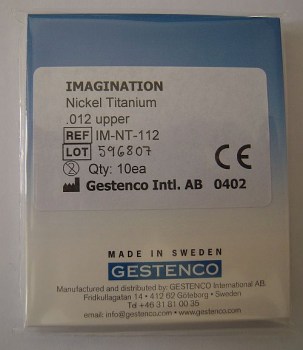 IMAGINATION
Nickel Titanium
.012 upper
REF IM-NT-112
LOT 596807
Qty: 10ea
Gestenco Intl. AB 0402
CE
MADE IN SWEDEN
GESTENCO
Manufactured and distributed by: GESTENCO International AB.
Fridkullagatan 14 • 412 62 Göteborg • Sweden
Tel +46 31 81 00 35
email: info@gestenco.com • www.gestenco.com